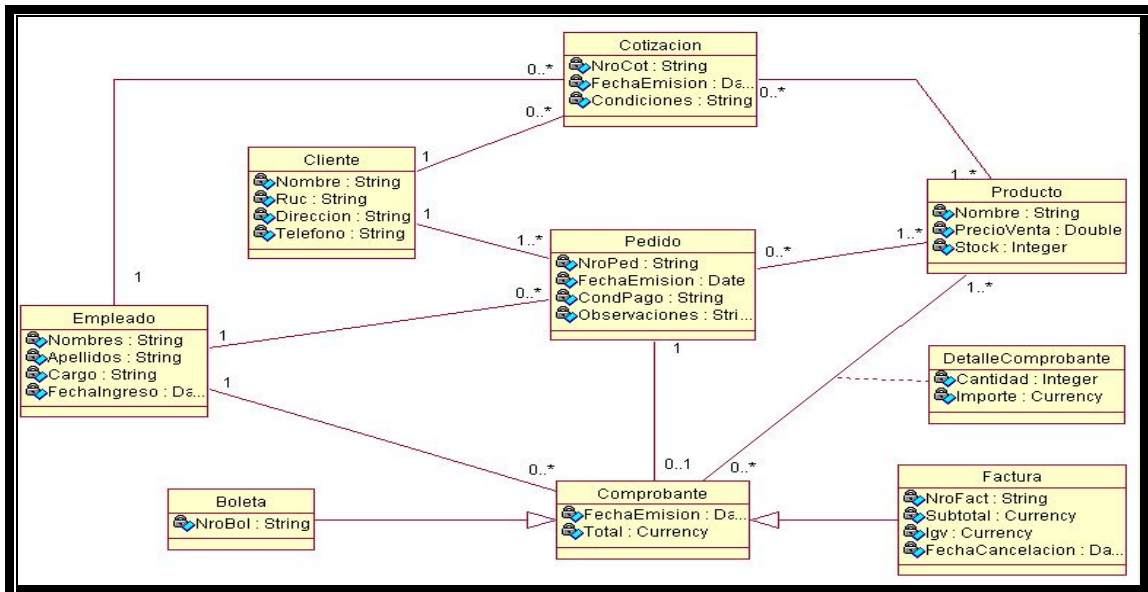 Cotizacion
NroCot : String
FechaEmision : Da...
Condiciones : String
0..*
0..*
0..*
Cliente
Nombre : String
Ruc : String
Direccion : String
Telefono : String
1
1
1..*
Producto
Nombre : String
PrecioVenta : Double
Stock : Integer
1..*
1..*
1..*
Pedido
NroPed : String
FechaEmision : Date
CondPago : String
Observaciones : Stri...
0..*
0..*
1
Empleado
Nombres : String
Apellidos : String
Cargo : String
FechaIngreso : Da...
1
1
1
DetalleComprobante
Cantidad : Integer
Importe : Currency
0..*
0..1
0..*
Boleta
NroBol : String
Comprobante
FechaEmision : Da...
Total : Currency
Factura
NroFact : String
Subtotal : Currency
Igv : Currency
FechaCancelacion : Da...